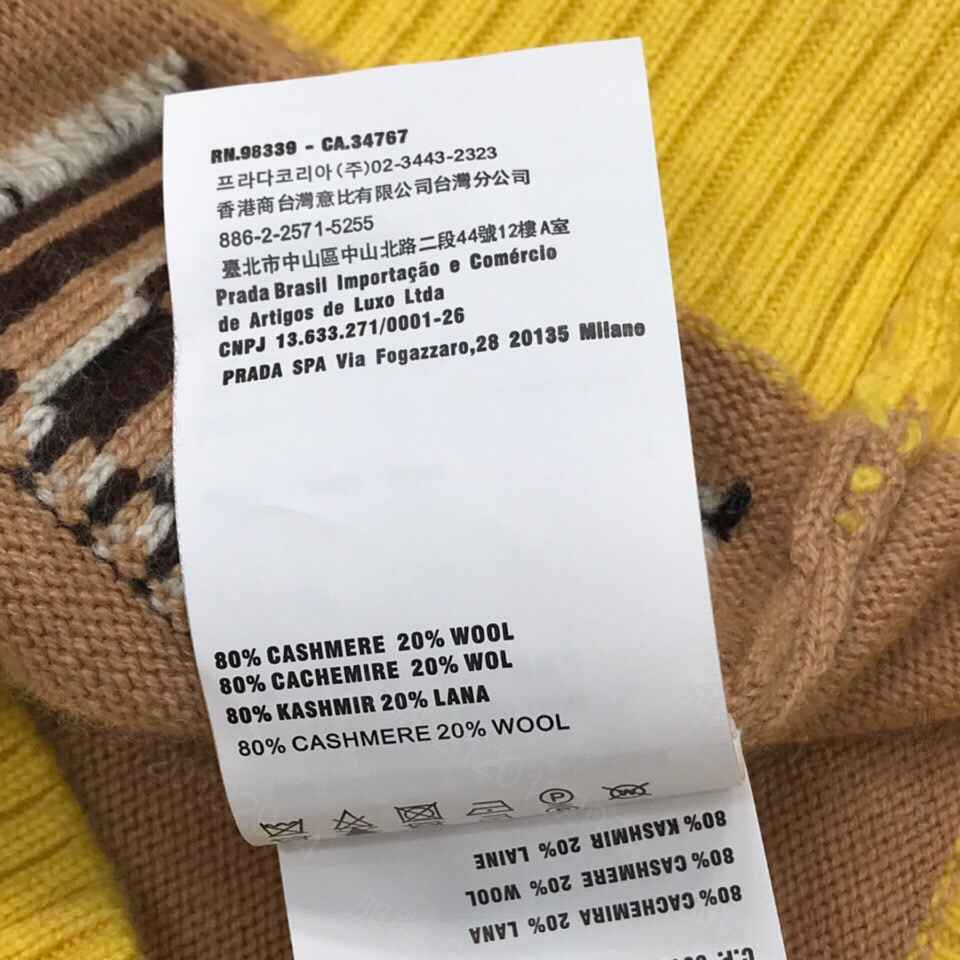 RN.98339 - CA.34767
프라다코리아(주)02-3443-2323
香港商台灣意比有限公司台灣分公司
886-2-2571-5255
臺北市中山區中山北路二段44號12樓A室
Prada Brasil Importação e Comércio
de Artigos de Luxo Ltda
CNPJ 13.633.271/0001-26
PRADA SPA Via Fogazzaro,28 20135 Milano
80% CASHMERE 20% WOOL
80% CACHEMIRE 20% WOL
80% KASHMIR 20% LANA
80% CASHMERE 20% WOOL
P
W
80% KASHMIR 20% LAINE
80% CASHMERE 20% WOOL
80% CACHEMIRA 20% LANA